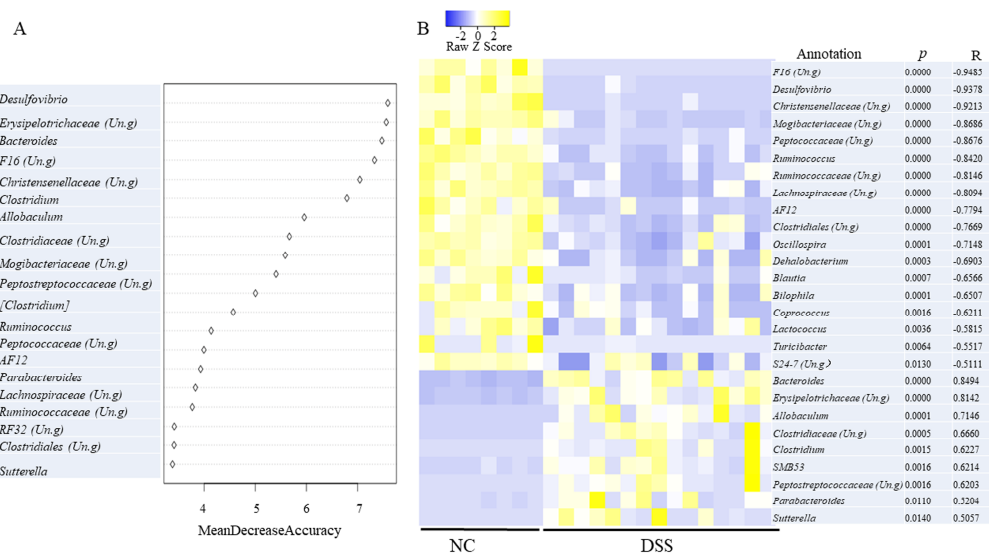 A
Desulfovibrio
Erysipelotrichaceae (Un.g)
Bacteroides
F16 (Un.g)
Christensenellaceae (Un.g)
Clostridium
Allobaculum
Clostridiaceae (Un.g)
Mogibacteriaceae (Un.g)
Peptostreptococcaceae (Un.g)
[Clostridium]
Ruminococcus
Peptococcaceae (Un.g)
AF12
Parabacteroides
Lachnospiraceae (Un.g)
Ruminococcaceae (Un.g)
RF32 (Un.g)
Clostridiales (Un.g)
Sutterella
4 5 6 7
MeanDecreaseAccuracy
B
-2 0 2
Raw Z Score
Annotation p R
F16 (Un.g) 0.0000 -0.9485
Desulfovibrio 0.0000 -0.9378
Christensenellaceae (Un.g) 0.0000 -0.9213
Mogibacteriaceae (Un.g) 0.0000 -0.8686
Peptococcaceae (Un.g) 0.0000 -0.8676
Ruminococcus 0.0000 -0.8420
Ruminococcaceae (Un.g) 0.0000 -0.8146
Lachnospiraceae (Un.g) 0.0000 -0.8094
AF12 0.0000 -0.7794
Clostridiales (Un.g) 0.0000 -0.7669
Oscillospira 0.0001 -0.7148
Dehalobacterium 0.0003 -0.6903
Blautia 0.0007 -0.6566
Bilophila 0.0001 -0.6507
Coprococcus 0.0016 -0.6211
Lactococcus 0.0036 -0.5815
Turicibacter 0.0064 -0.5517
S24-7 (Un.g) 0.0130 -0.5111
Bacteroides 0.0000 0.8494
Erysipelotrichaceae (Un.g) 0.0000 0.8142
Allobaculum 0.0001 0.7146
Clostridiaceae (Un.g) 0.0005 0.6660
Clostridium 0.0015 0.6227
SMB53 0.0016 0.6214
Peptostreptococcaceae (Un.g) 0.0016 0.6203
Parabacteroides 0.0110 0.5204
Sutterella 0.0140 0.5057
NC DSS